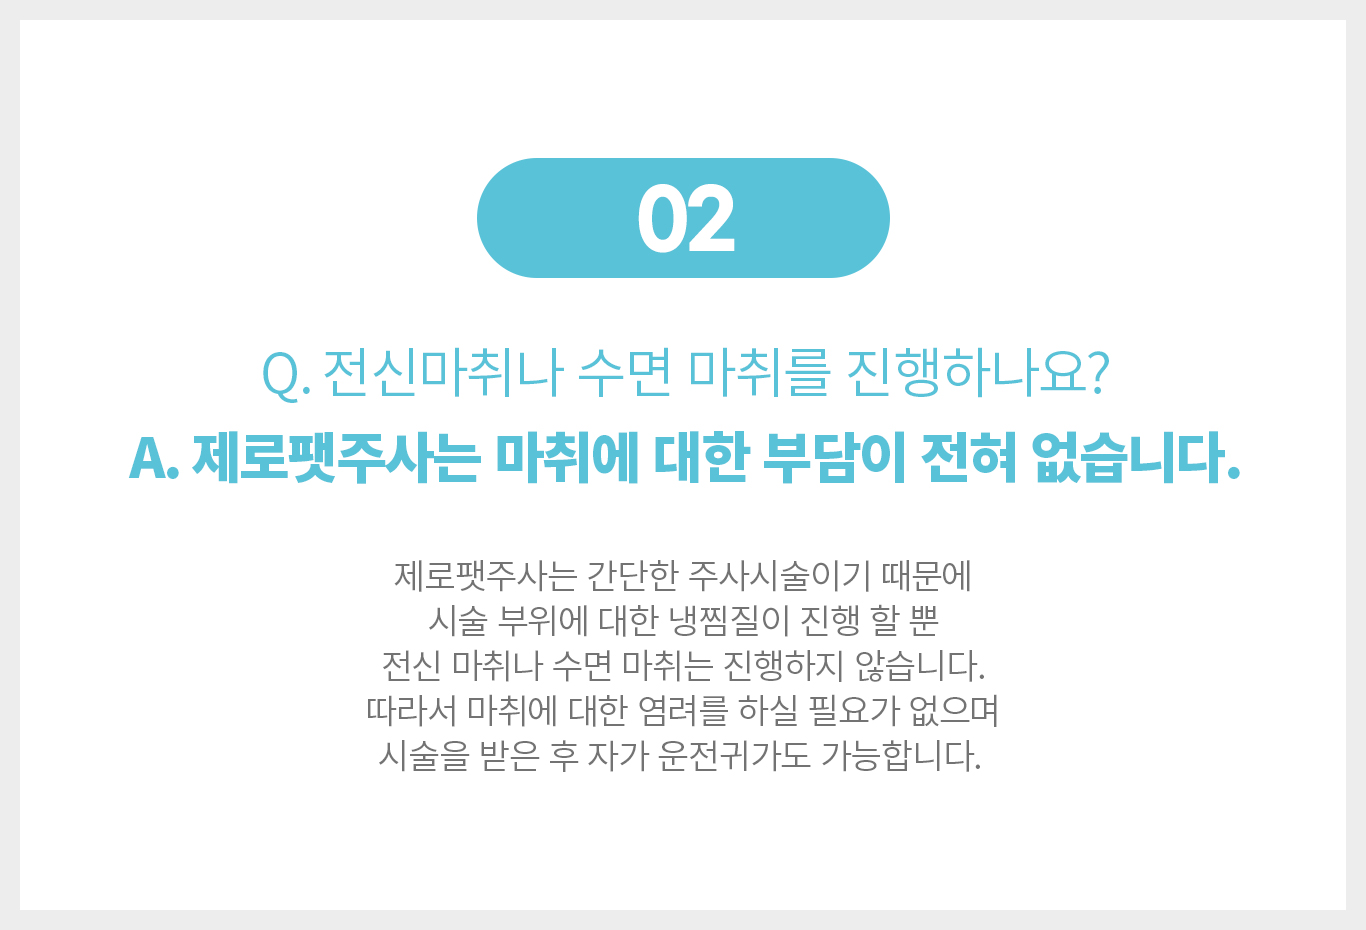 02
Q. 전신마취나 수면 마취를 진행하나요?
A. 제로팻주사는 마취에 대한 부담이 전혀 없습니다.
제로팻주사는 간단한 주사시술이기 때문에
시술 부위에 대한 냉찜질이 진행 할 뿐
전신 마취나 수면 마취는 진행하지 않습니다.
따라서 마취에 대한 염려를 하실 필요가 없으며
시술을 받은 후 자가 운전귀가도 가능합니다.